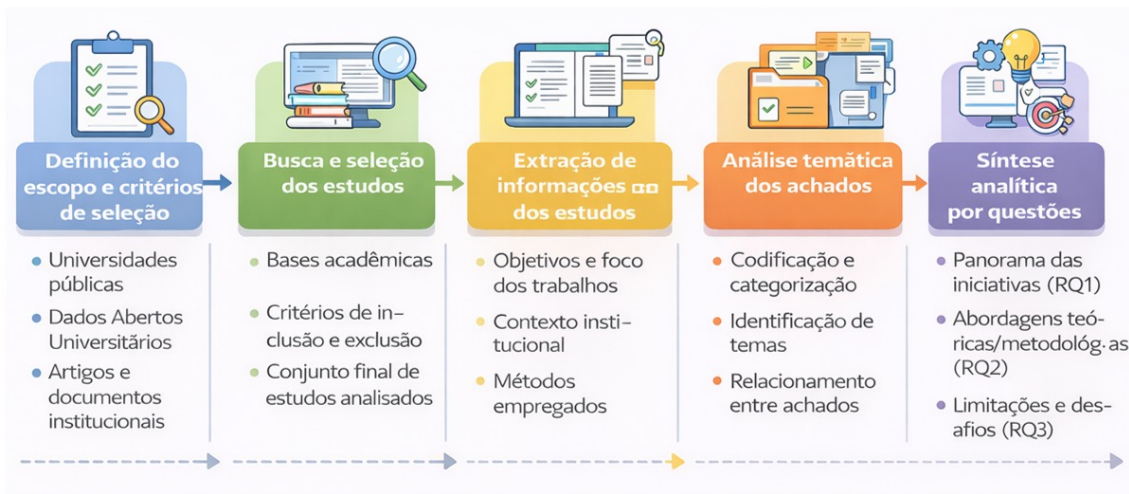 Definição do
escopo e critérios
de seleção
Universidades
públicas
Dados Abertos
Universitários
Artigos e
documentos
institucionais
Busca e seleção
dos estudos
Bases acadêmicas
Critérios de in–
clusão e exclusão
Conjunto final de
estudos analisados
Extração de
informações
dos estudos
Objetivos e foco
dos trabalhos
Contexto insti–
tucional
Métodos
empregados
Análise temática
dos achados
Codificação e
categorização
Identificação de
temas
Relacionamento
entre achados
Síntese
analítica
por questões
Panorama das
iniciativas (RQ1)
Abordagens teó-
ricas/metodológ.as
(RQ2)
Limitações e des-
afios (RQ3)